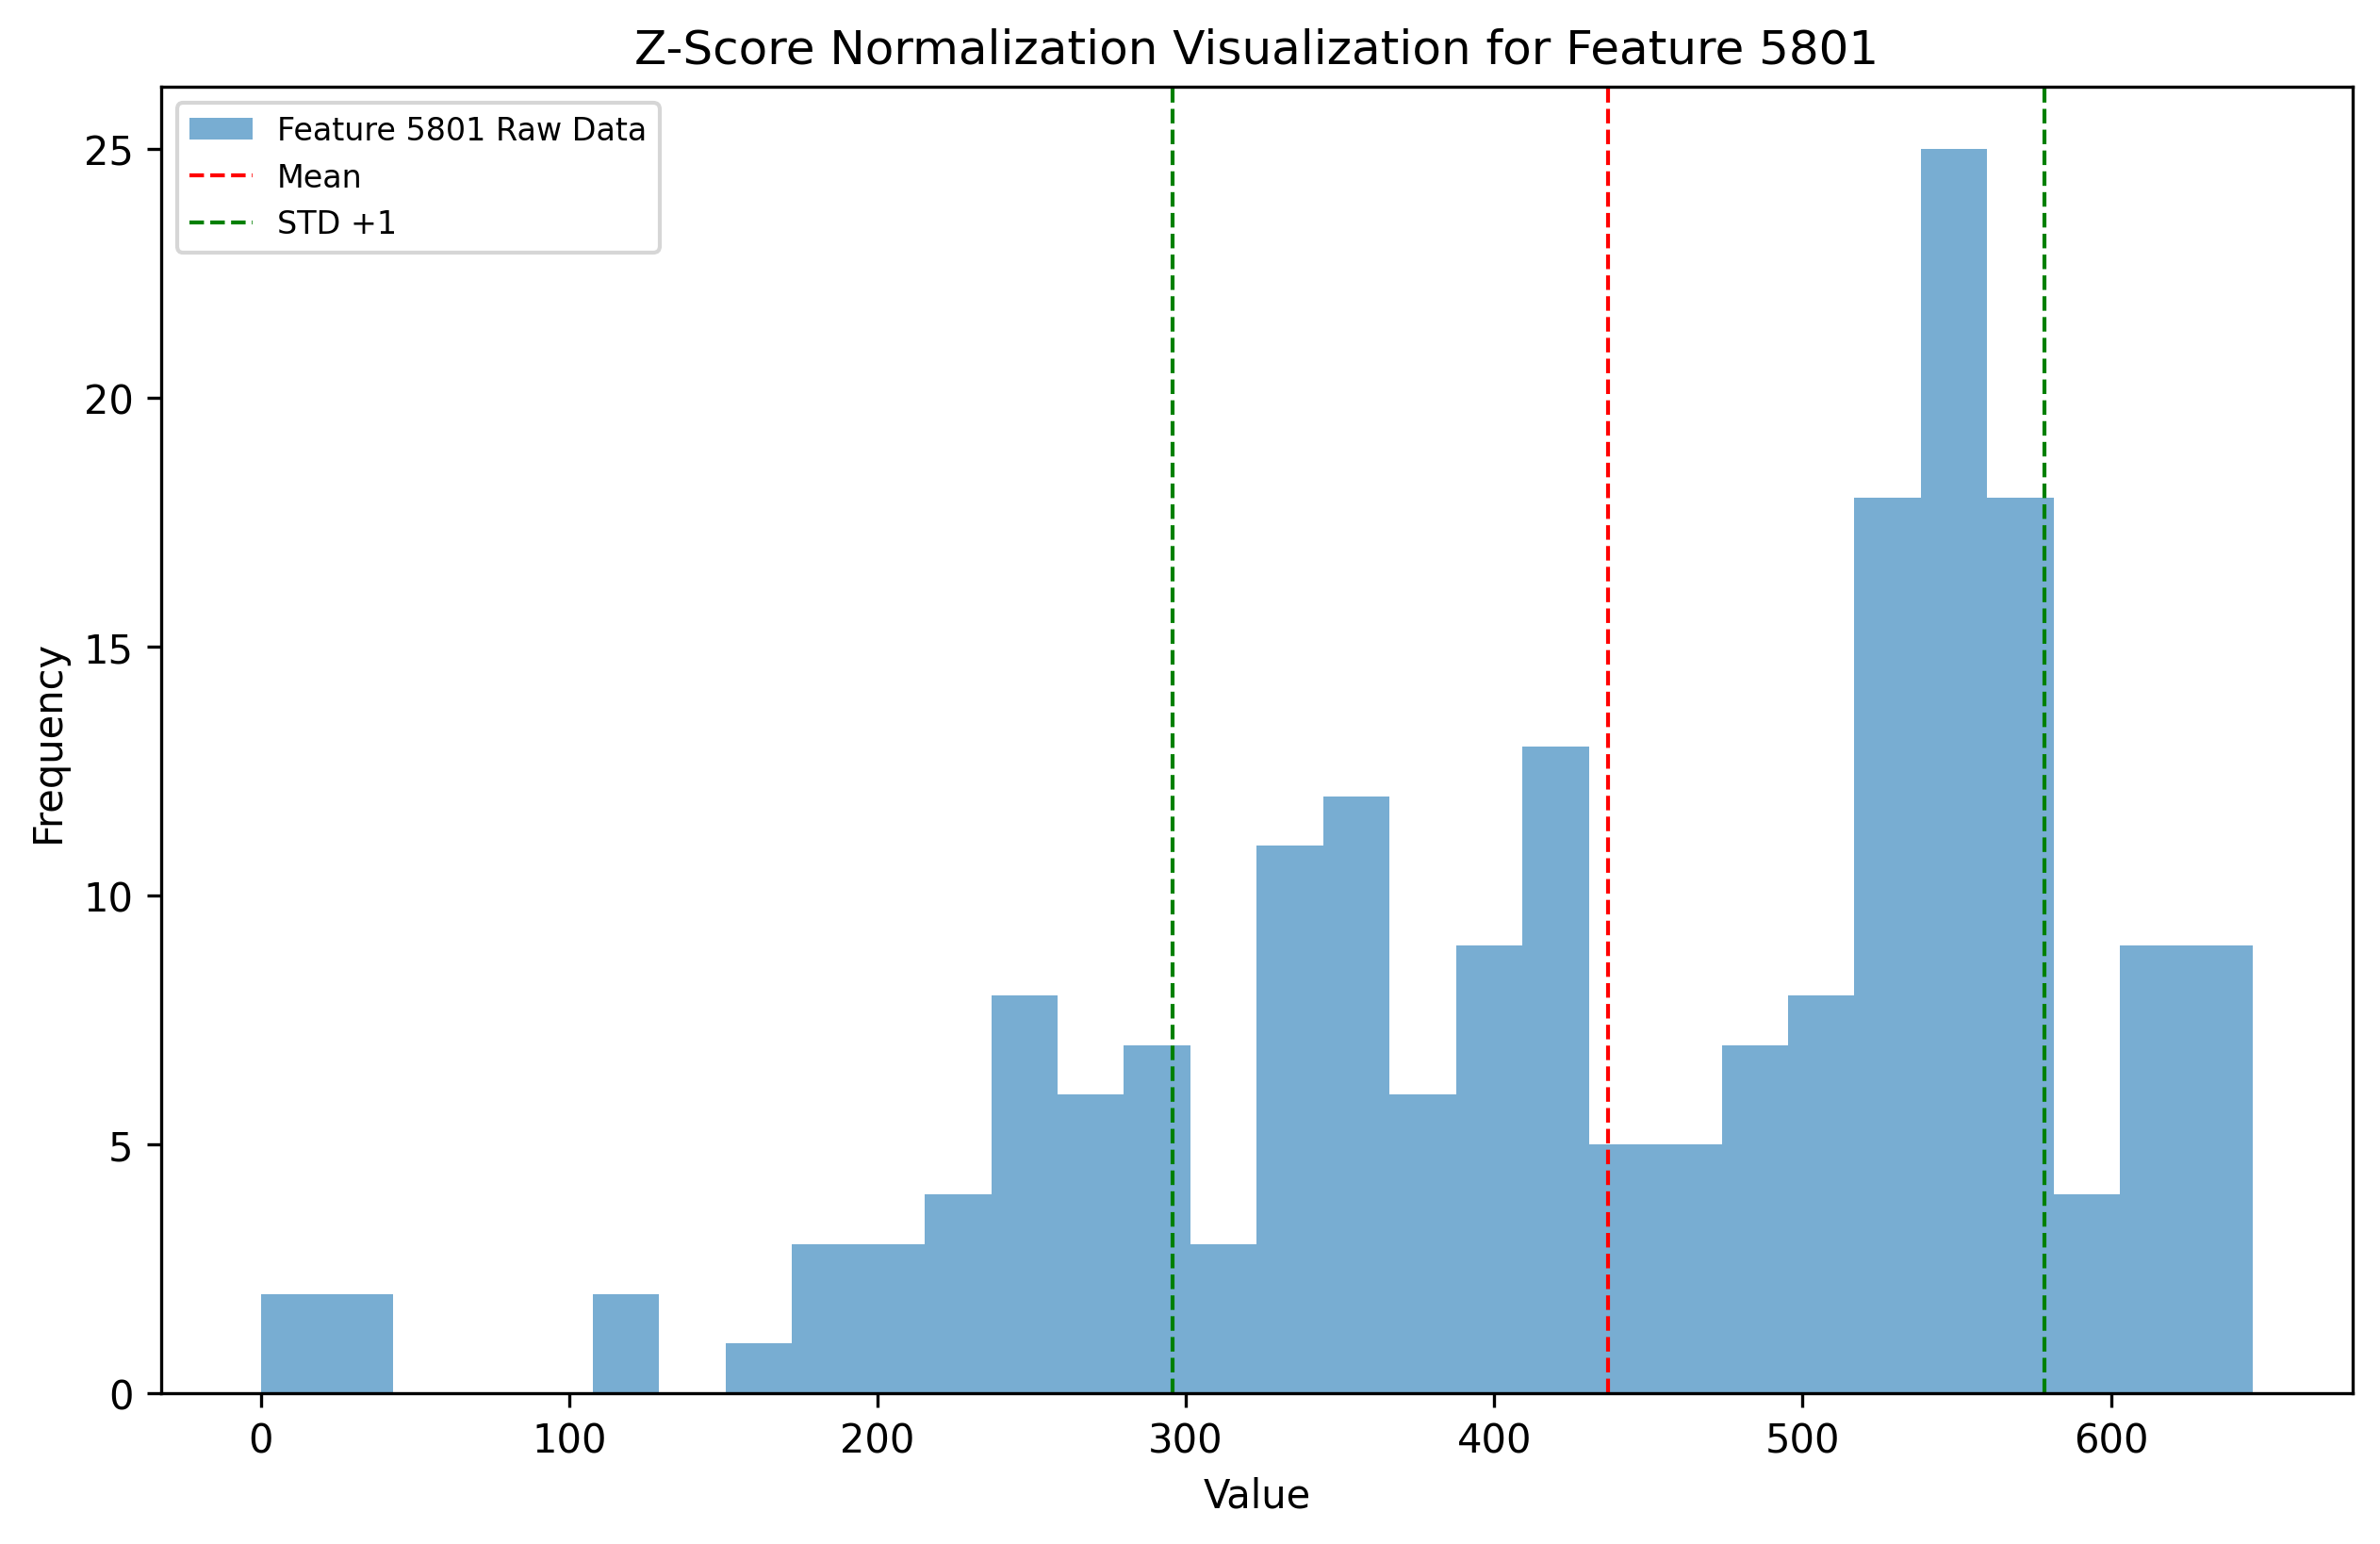 Z-Score Normalization Visualization for Feature 5801
Feature 5801 Raw Data
Mean
STD +1
Frequency
25
20
15
10
5
0
0 100 200 300 400 500 600
Value